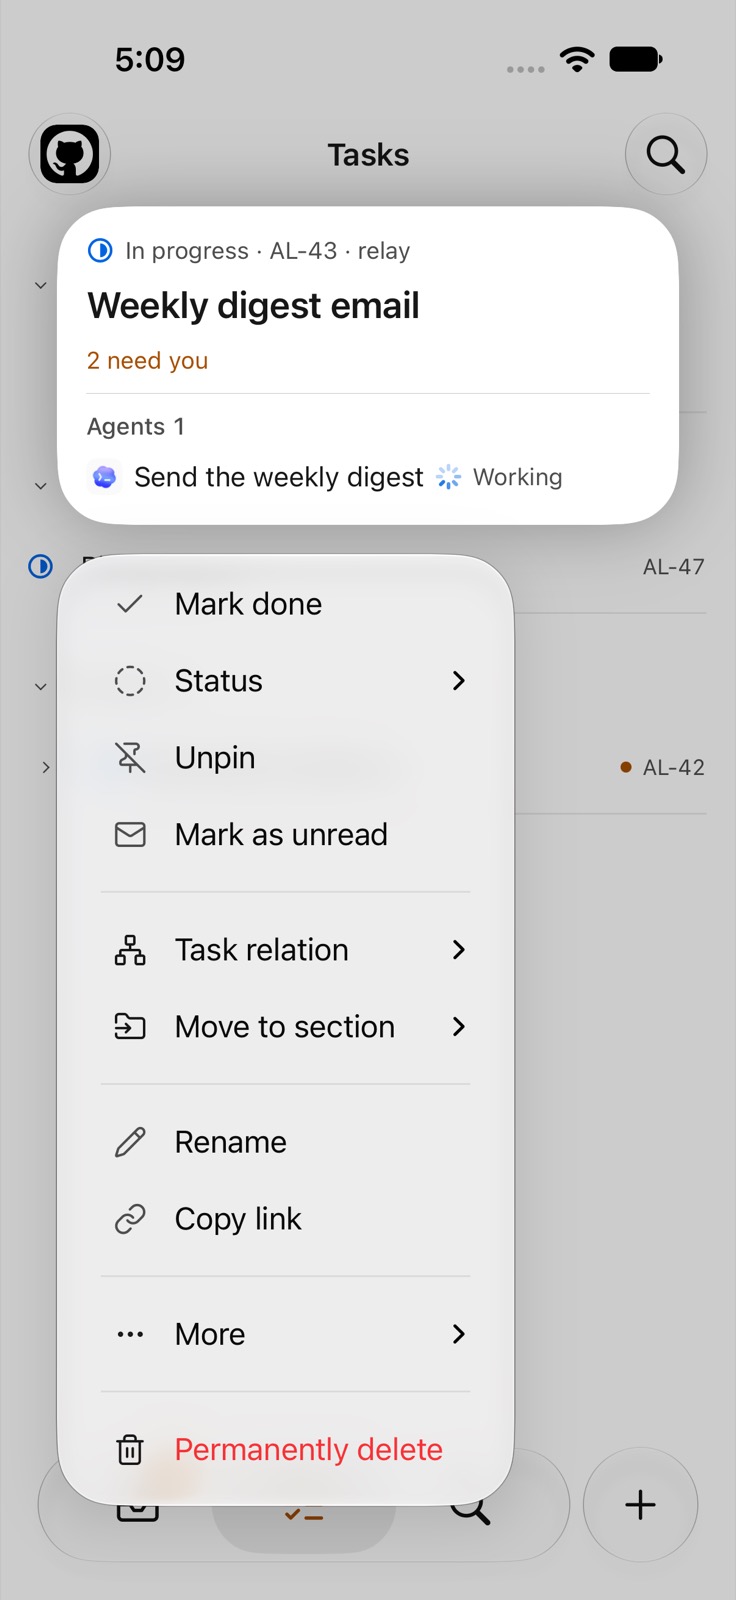 5:09
Tasks
In progress · AL-43 · relay
Weekly digest email
2 need you
Agents 1
Send the weekly digest Working
AL-47
Mark done
Status
Unpin
AL-42
Mark as unread
Task relation
Move to section
Rename
Copy link
More
Permanently delete